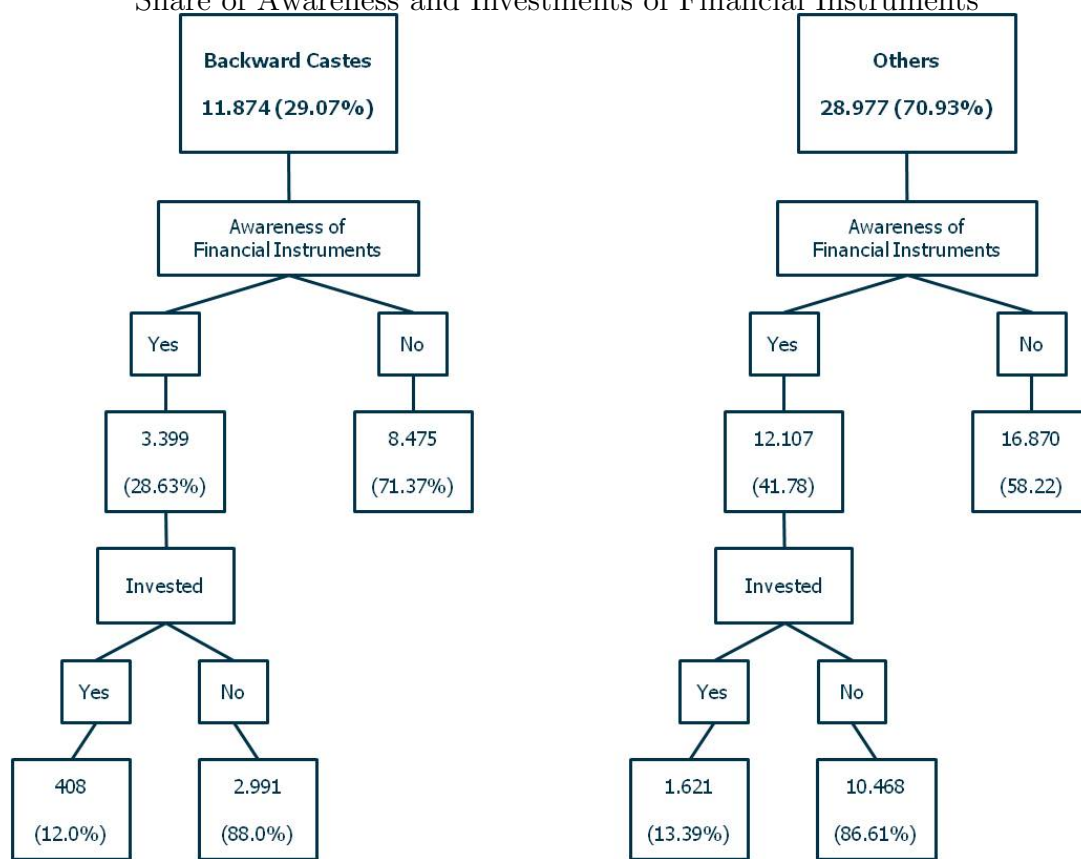 Share of Awareness and Investments of Financial Instruments
Backward Castes
11.874 (29.07%)
Awareness of
Financial Instruments
Yes
No
3.399
(28.63%)
8.475
(71.37%)
Invested
Yes
No
408
(12.0%)
2.991
(88.0%)
Others
28.977 (70.93%)
Awareness of
Financial Instruments
Yes
No
12.107
(41.78)
16.870
(58.22)
Invested
Yes
No
1.621
(13.39%)
10.468
(86.61%)